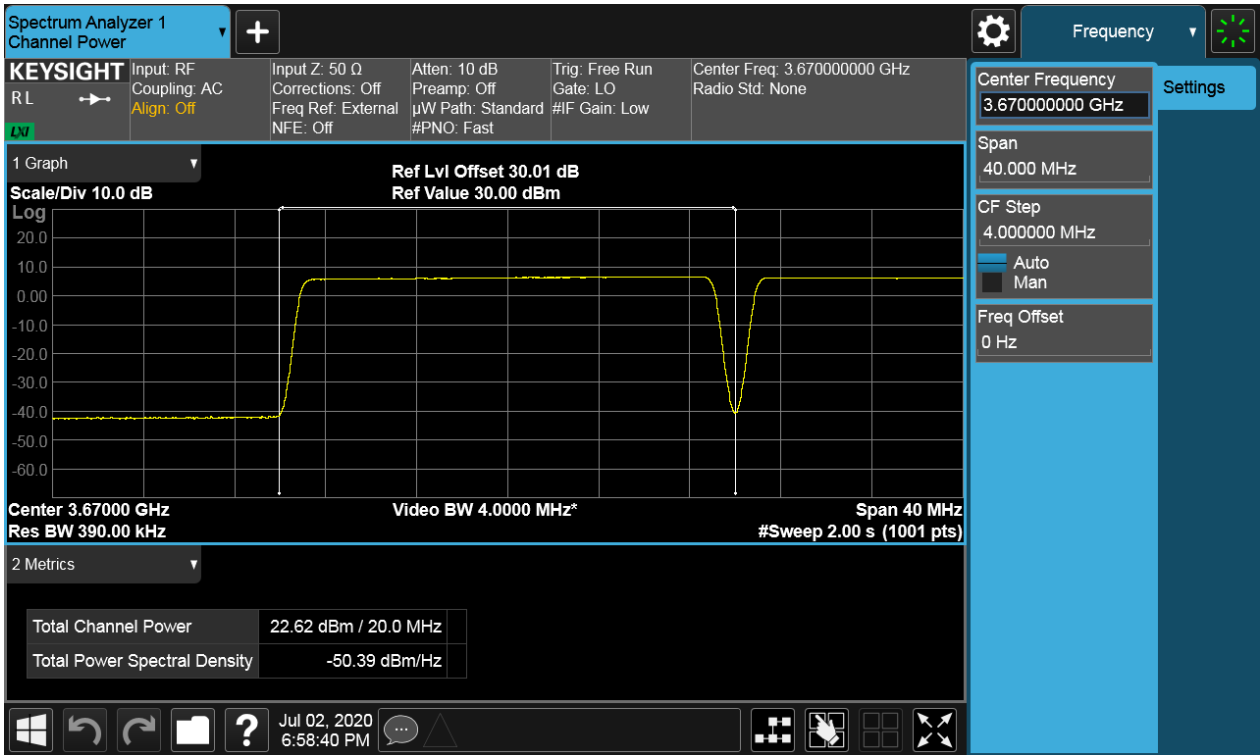 Spectrum Analyzer 1
Channel Power
+
Frequency
KEYSIGHT
RL
LXI
Input: RF
Coupling: AC
Align: Off
Input Z: 50 Ω
Corrections: Off
Freq Ref: External
NFE: Off
Atten: 10 dB
Preamp: Off
µW Path: Standard
#PNO: Fast
Trig: Free Run
Gate: LO
#IF Gain: Low
Center Freq: 3.670000000 GHz
Radio Std: None
Center Frequency
3.670000000 GHz
Settings
Span
40.000 MHz
CF Step
4.000000 MHz
Auto
Man
Freq Offset
0 Hz
1 Graph
Scale/Div 10.0 dB
Ref Lvl Offset 30.01 dB
Ref Value 30.00 dBm
Log
20.0
10.0
0.00
-10.0
-20.0
-30.0
-40.0
-50.0
-60.0
Center 3.67000 GHz
Video BW 4.0000 MHz*
Span 40 MHz
Res BW 390.00 kHz
#Sweep 2.00 s (1001 pts)
2 Metrics
Total Channel Power 22.62 dBm / 20.0 MHz
Total Power Spectral Density -50.39 dBm/Hz
?
Jul 02, 2020
6:58:40 PM